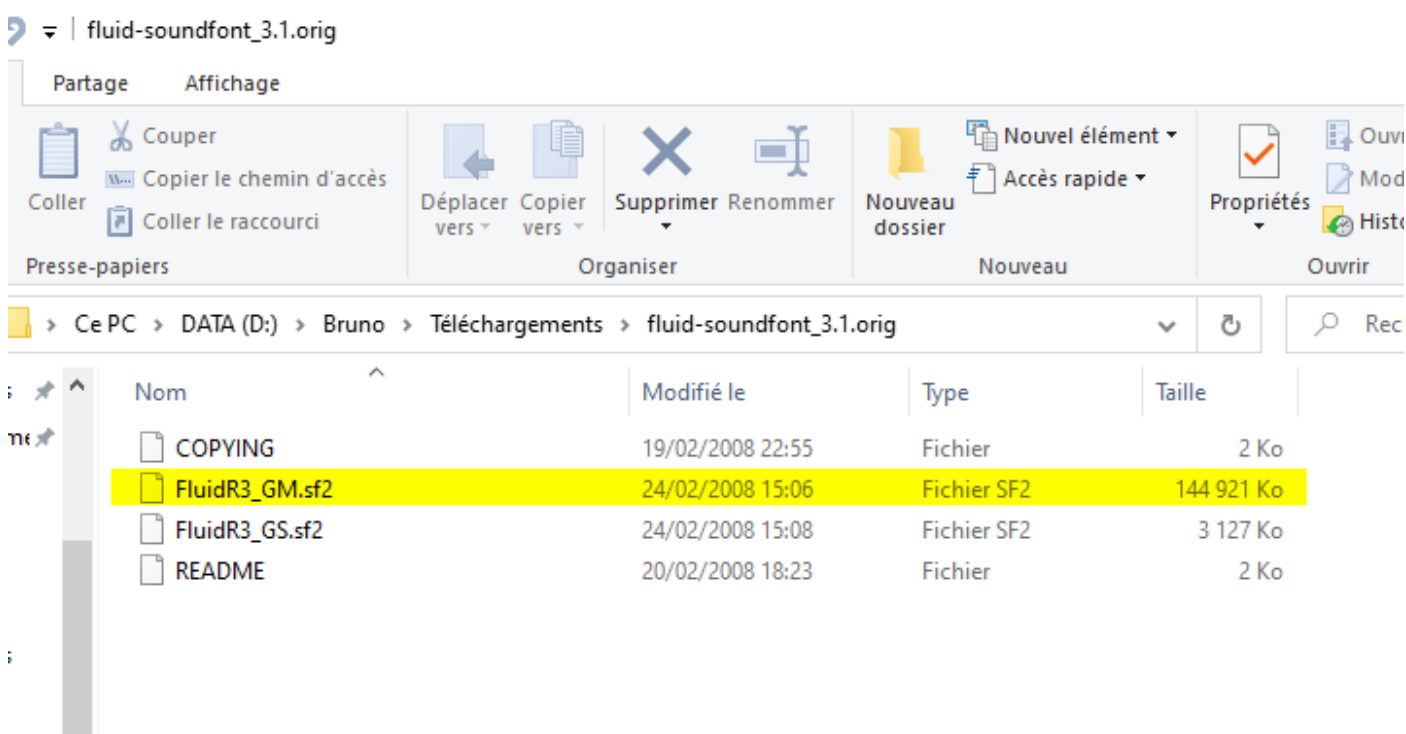 fluid-soundfont_3.1.orig
Partage Affichage
Coller
Couper
Copier le chemin d'accès
Coller le raccourci
Presse-papiers
Déplacer vers
Copier vers
Supprimer
Renommer
Organiser
Nouveau dossier
Nouvel élément
Accès rapide
Nouveau
Propriétés
Ouvrir
Ce PC > DATA (D:) > Bruno > Téléchargements > fluid-soundfont_3.1.orig
Nom Modifié le Type Taille
COPYING 19/02/2008 22:55 Fichier 2 Ko
FluidR3_GM.sf2 24/02/2008 15:06 Fichier SF2 144 921 Ko
FluidR3_GS.sf2 24/02/2008 15:08 Fichier SF2 3 127 Ko
README 20/02/2008 18:23 Fichier 2 Ko